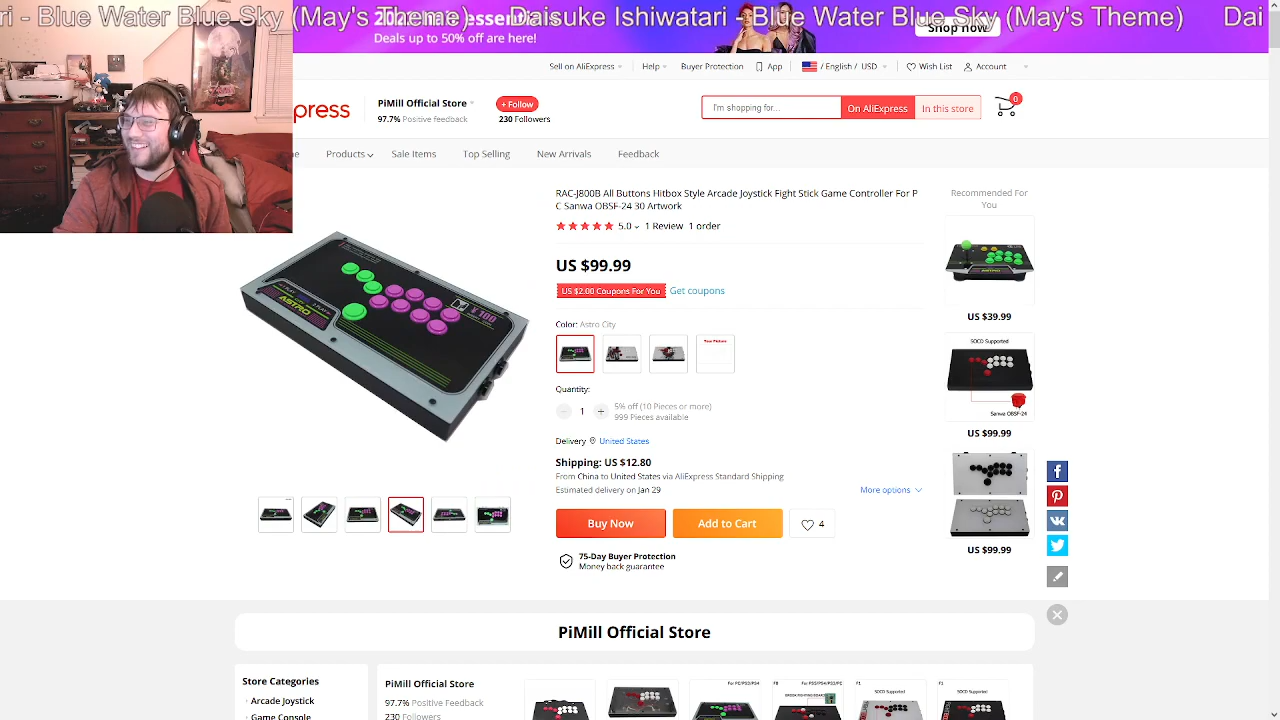 ri - Blue Water Blue Sky (May's Theme)    Daisuke Ishiwatari - Blue Water Blue Sky (May's Theme)    Dai
Deals up to 50% off are here!
Shop Now
Sell on AliExpress
Help
Buyer Protection
App
/ English / USD
Wish List
Account
press
PiMill Official Store
97.7% Positive feedback
+ Follow
230 Followers
I'm shopping for...
On AliExpress
In this store
0
me
Products
Sale Items
Top Selling
New Arrivals
Feedback
RAC-J800B All Buttons Hitbox Style Arcade Joystick Fight Stick Game Controller For P
C Sanwa OBSF-24 30 Artwork
5.0
1 Review
1 order
US $99.99
US $2.00 Coupons For You
Get coupons
Color: Astro City
True Picture
Quantity:
1
5% off (10 Pieces or more)
999 Pieces available
Delivery
United States
Shipping: US $12.80
From China to United States via AliExpress Standard Shipping
Estimated delivery on Jan 29
More options
Buy Now
Add to Cart
4
75-Day Buyer Protection
Money back guarantee
ASTRO
100
Recommended For
You
US $39.99
SOCD Supported
Sanwa OBSF-24
US $99.99
US $99.99
PiMill Official Store
Store Categories
Arcade Joystick
Game Console
PiMill Official Store
97.7% Positive Feedback
230 Followers
For PC/PS3/PS4
SOCD Supported
SOCD Supported